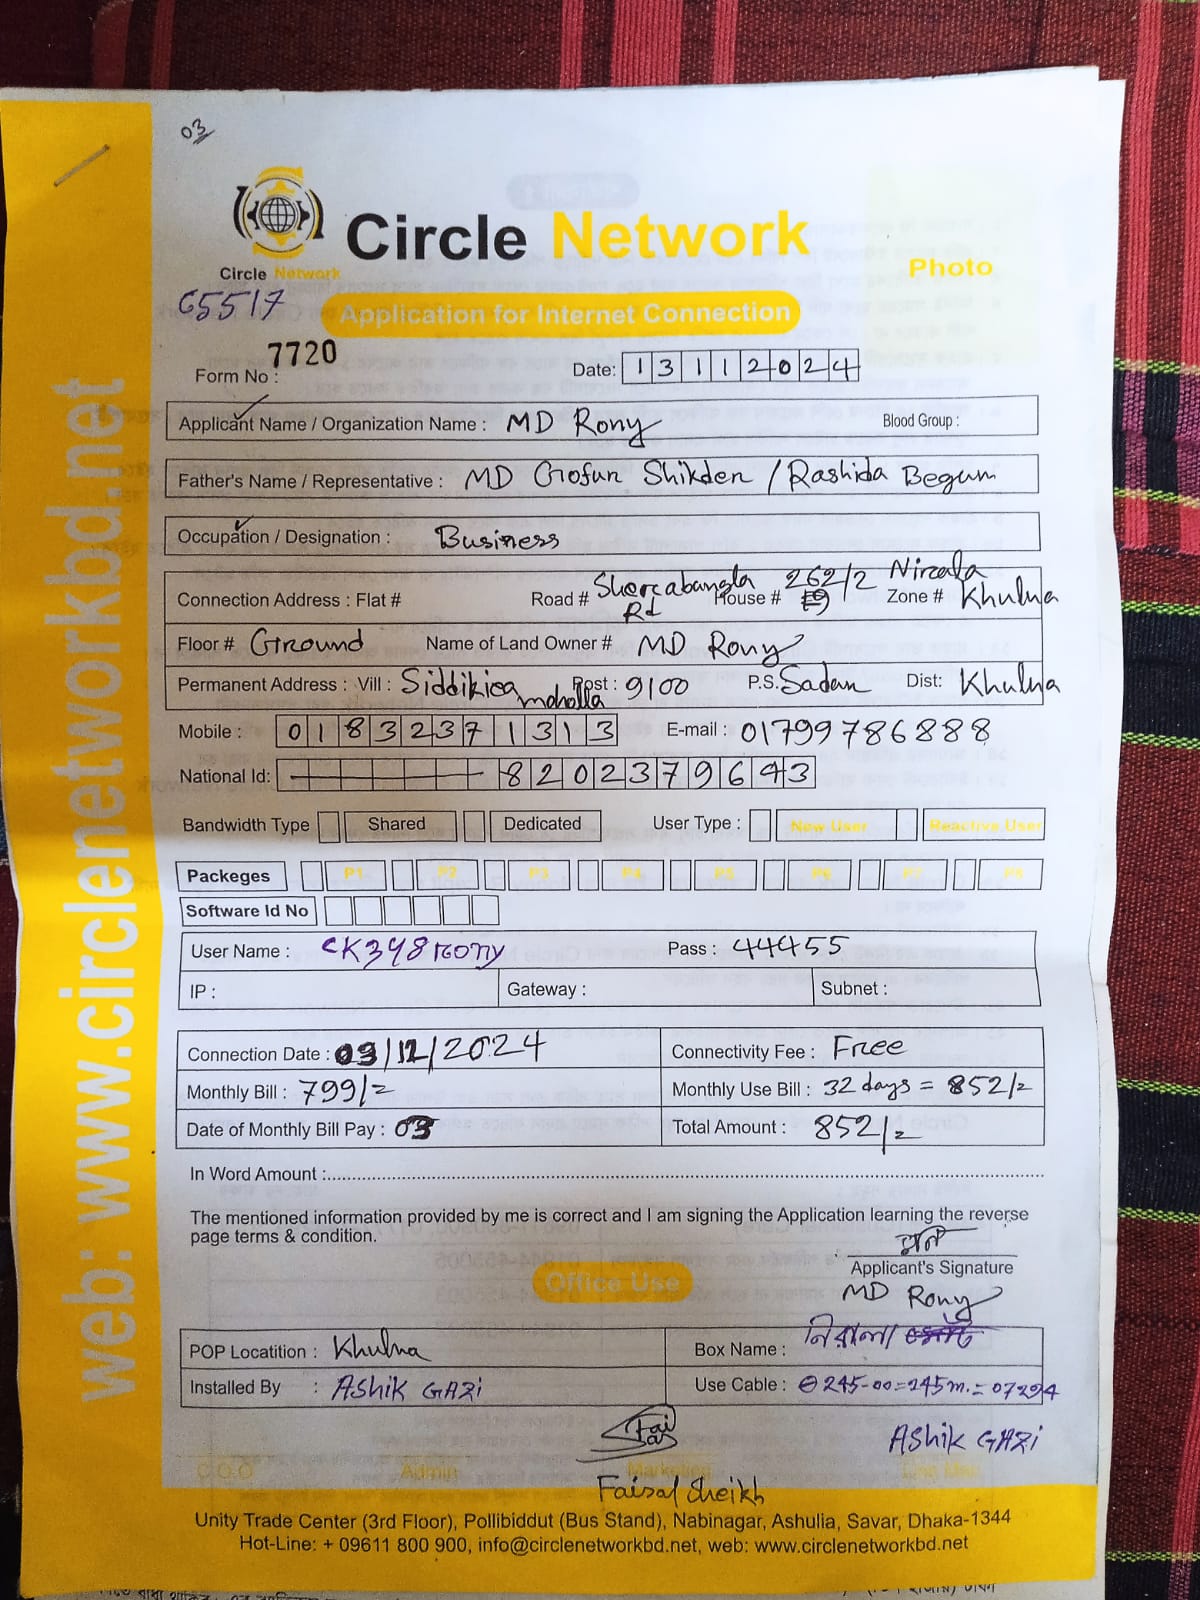 03
Circle Network
Circle Network
Photo
65517
Application for Internet Connection
Form No : 7720
Date: 13112024
Applicant Name / Organization Name : MD Rony Blood Group :
Father's Name / Representative : MD Gofur Shikder / Rashida Begum
Occupation / Designation : Business
Connection Address : Flat # Road # Sherebangla Rd House # 262/2 Zone # Nirala Khulna
Floor # Ground Name of Land Owner # MD Rony
Permanent Address : Vill : Siddikiea moholla Post : 9100 P.S. Sadar Dist: Khulna
Mobile : 01832371313 E-mail : 01799786888
National Id: 8202379643
Bandwidth Type Shared Dedicated User Type : New User Reactive User
Packeges P1 P2 P3 P4 P5 P6 P7 P8
Software Id No
User Name : CK398rony Pass : 44455
IP : Gateway : Subnet :
Connection Date : 03/12/2024 Connectivity Fee : Free
Monthly Bill : 799/= Monthly Use Bill : 32 days = 852/=
Date of Monthly Bill Pay : 03 Total Amount : 852/=
In Word Amount :
The mentioned information provided by me is correct and I am signing the Application learning the reverse
page terms & condition.
Applicant's Signature
MD Rony
Office Use
POP Locatition : Khulna Box Name : নিরালা
Installed By : ASHIK GAZi Use Cable : 245-00=245m.=07294
ASHIK GAZi
C.O.O Admin Marketing
Faisal Sheikh
Unity Trade Center (3rd Floor), Pollibiddut (Bus Stand), Nabinagar, Ashulia, Savar, Dhaka-1344
Hot-Line: + 09611 800 900, info@circlenetworkbd.net, web: www.circlenetworkbd.net
web: www.circlenetworkbd.net